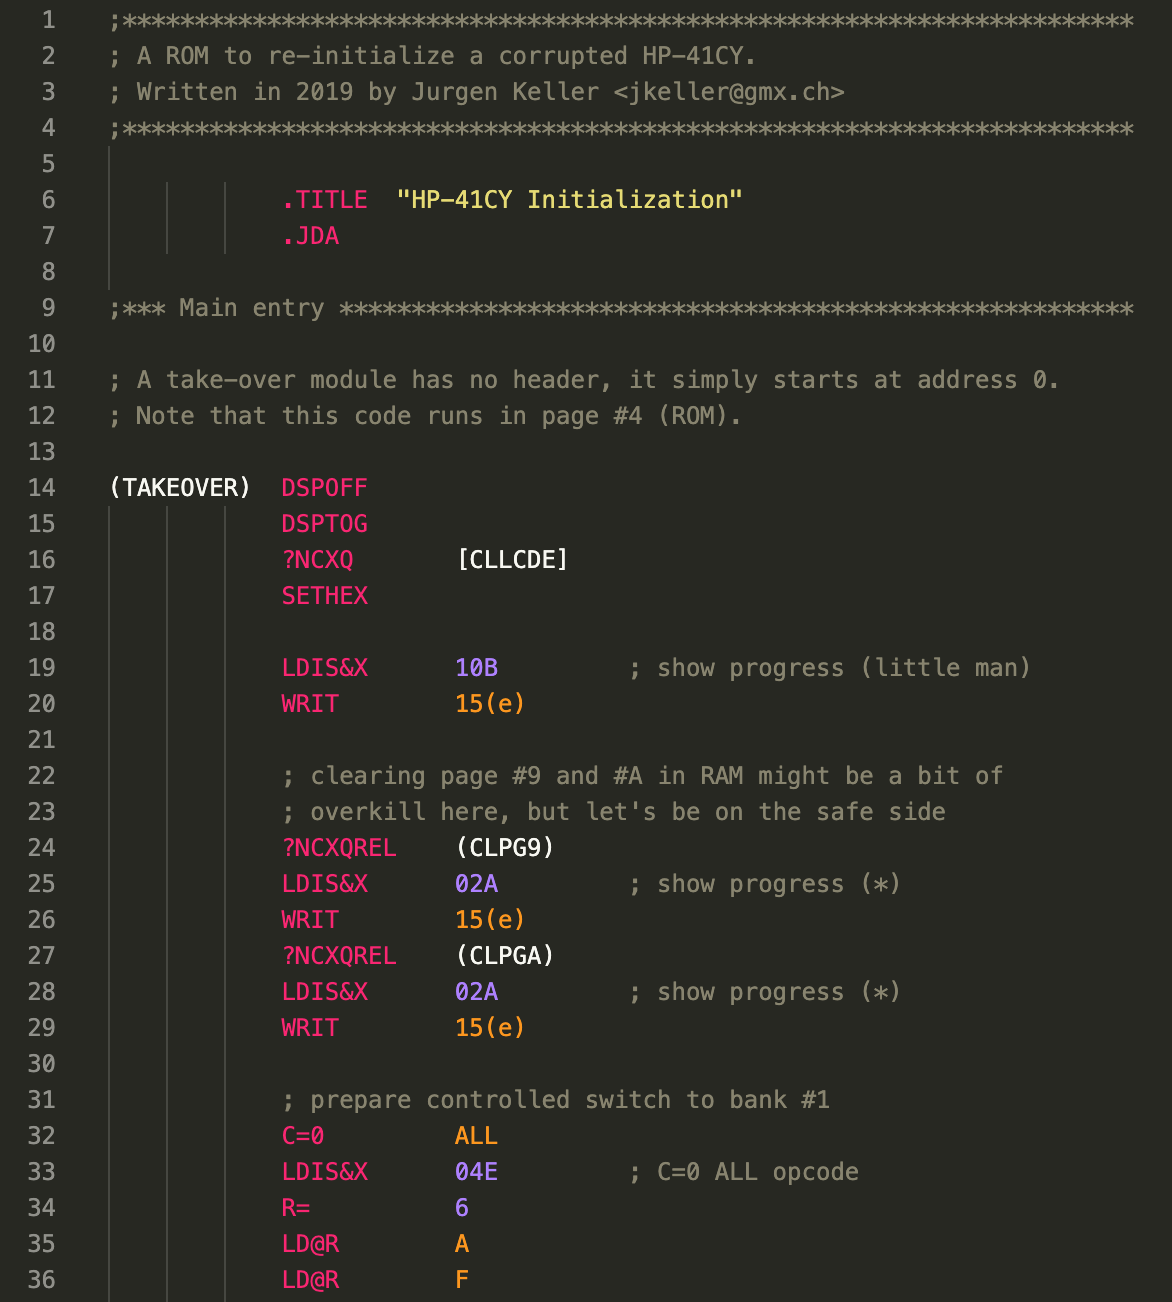 1 ;**********************************************************************
2 ; A ROM to re-initialize a corrupted HP-41CY.
3 ; Written in 2019 by Jurgen Keller <jkeller@gmx.ch>
4 ;**********************************************************************
5
6 .TITLE "HP-41CY Initialization"
7 .JDA
8
9 ;*** Main entry *******************************************************
10
11 ; A take-over module has no header, it simply starts at address 0.
12 ; Note that this code runs in page #4 (ROM).
13
14 (TAKEOVER) DSPOFF
15 DSPTOG
16 ?NCXQ [CLLCDE]
17 SETHEX
18
19 LDIS&X 10B ; show progress (little man)
20 WRIT 15(e)
21
22 ; clearing page #9 and #A in RAM might be a bit of
23 ; overkill here, but let's be on the safe side
24 ?NCXQREL (CLPG9)
25 LDIS&X 02A ; show progress (*)
26 WRIT 15(e)
27 ?NCXQREL (CLPGA)
28 LDIS&X 02A ; show progress (*)
29 WRIT 15(e)
30
31 ; prepare controlled switch to bank #1
32 C=0 ALL
33 LDIS&X 04E ; C=0 ALL opcode
34 R= 6
35 LD@R A
36 LD@R F